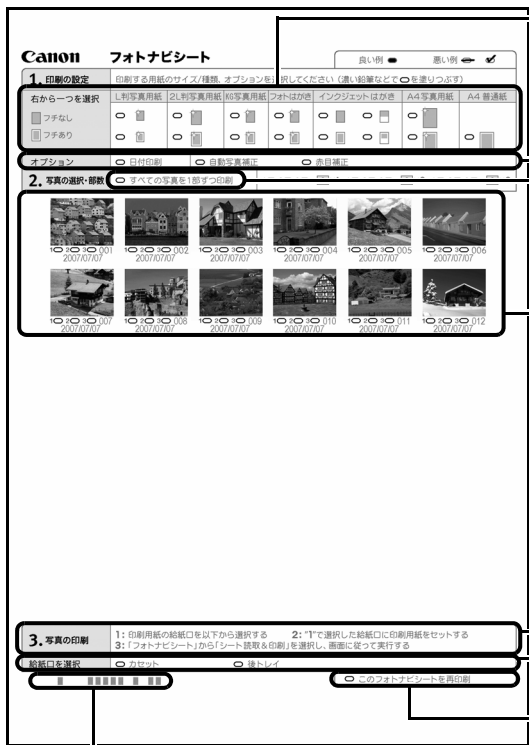 Canon フォトナビシート 良い例 悪い例
1. 印刷の設定 印刷する用紙のサイズ/種類、オプションを選択してください（濃い鉛筆などで を塗りつぶす）
右から一つを選択 L判写真用紙 2L判写真用紙 KG写真用紙 フォトはがき インクジェットはがき A4写真用紙 A4 普通紙
フチなし
フチあり
オプション 日付印刷 自動写真補正 赤目補正
2. 写真の選択・部数 すべての写真を1部ずつ印刷
1 2 3 001 1 2 3 002 1 2 3 003 1 2 3 004 1 2 3 005 1 2 3 006
2007/07/07 2007/07/07 2007/07/07 2007/07/07 2007/07/07 2007/07/07
1 2 3 007 1 2 3 008 1 2 3 009 1 2 3 010 1 2 3 011 1 2 3 012
2007/07/07 2007/07/07 2007/07/07 2007/07/07 2007/07/07 2007/07/07
3. 写真の印刷 1: 印刷用紙の給紙口を以下から選択する 2: "1"で選択した給紙口に印刷用紙をセットする
3: 「フォトナビシート」から「シート読取＆印刷」を選択し、画面に従って実行する
給紙口を選択 カセット 後トレイ
このフォトナビシートを再印刷